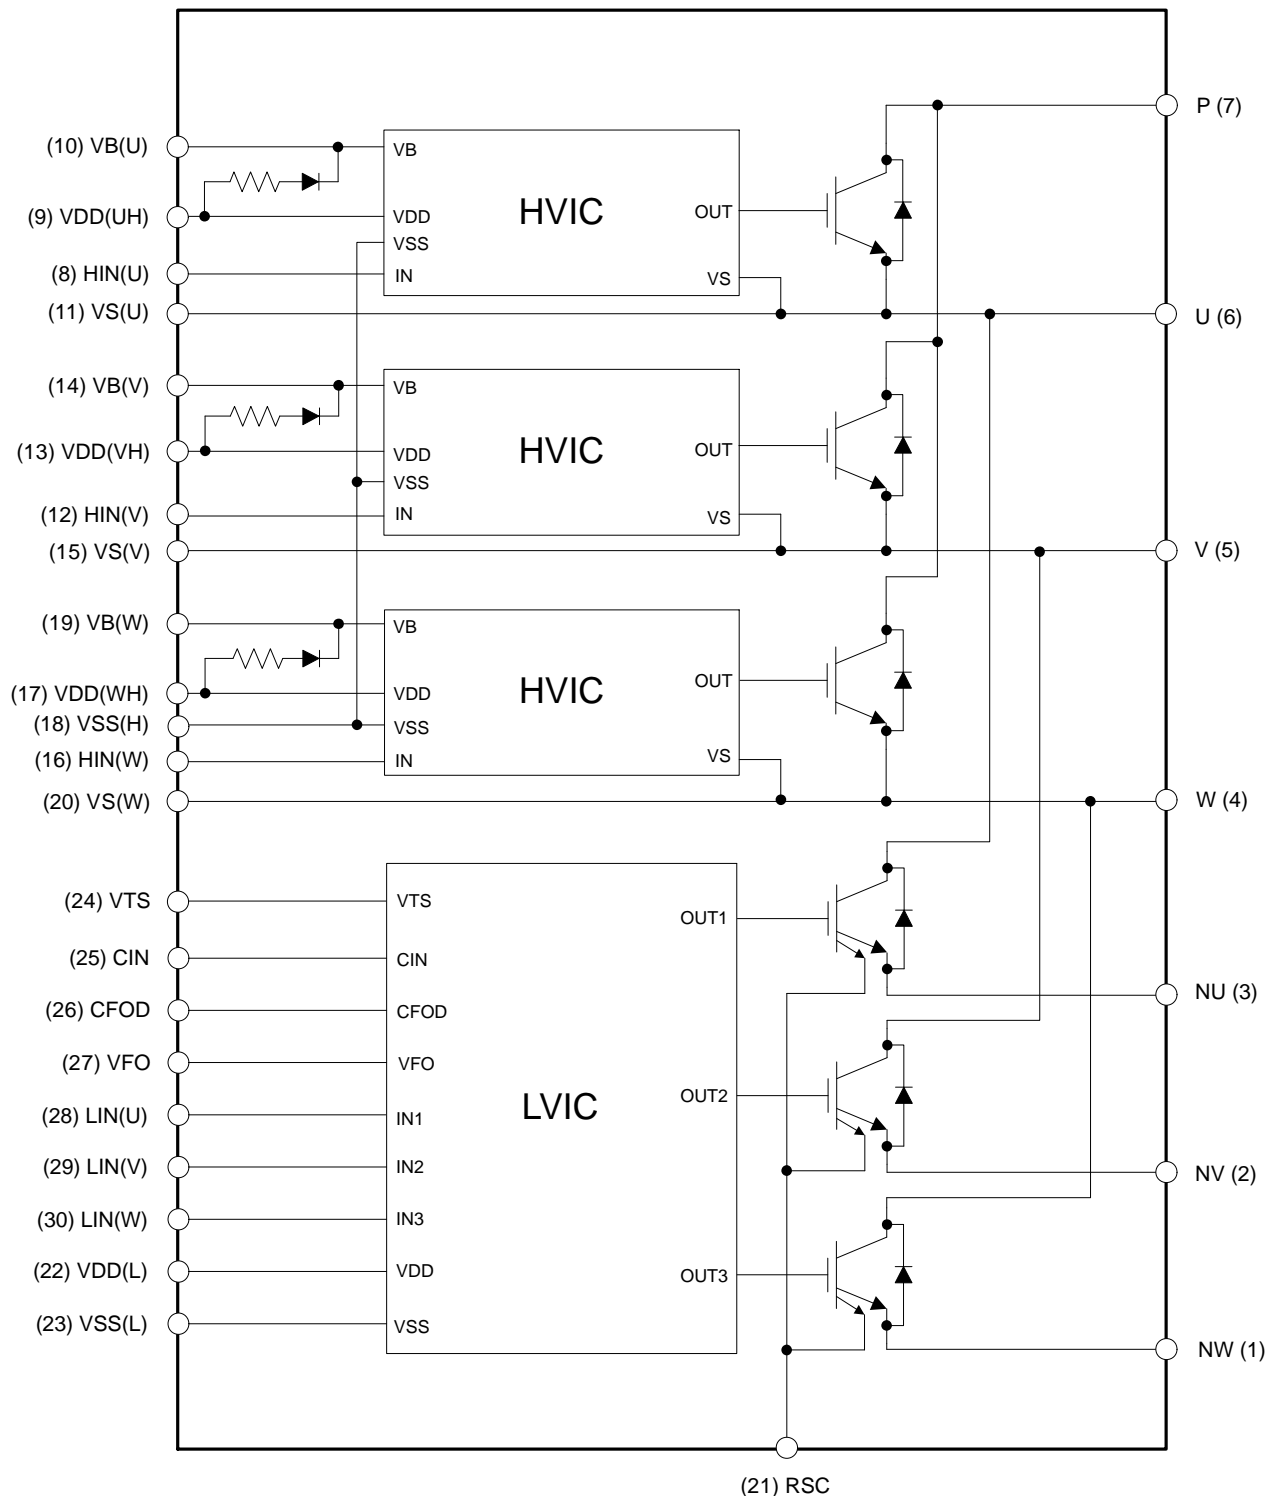 P (7)
(10) VB(U)
VB
(9) VDD(UH)
VDD
HVIC
OUT
VSS
(8) HIN(U)
IN
VS
(11) VS(U)
U (6)
(14) VB(V)
VB
(13) VDD(VH)
VDD
HVIC
OUT
VSS
(12) HIN(V)
IN
VS
(15) VS(V)
V (5)
(19) VB(W)
VB
(17) VDD(WH)
VDD
HVIC
OUT
(18) VSS(H)
VSS
(16) HIN(W)
IN
VS
(20) VS(W)
W (4)
(24) VTS
VTS
OUT1
(25) CIN
CIN
NU (3)
(26) CFOD
CFOD
(27) VFO
VFO
LVIC
OUT2
(28) LIN(U)
IN1
(29) LIN(V)
IN2
NV (2)
(30) LIN(W)
IN3
(22) VDD(L)
VDD
OUT3
(23) VSS(L)
VSS
NW (1)
(21) RSC